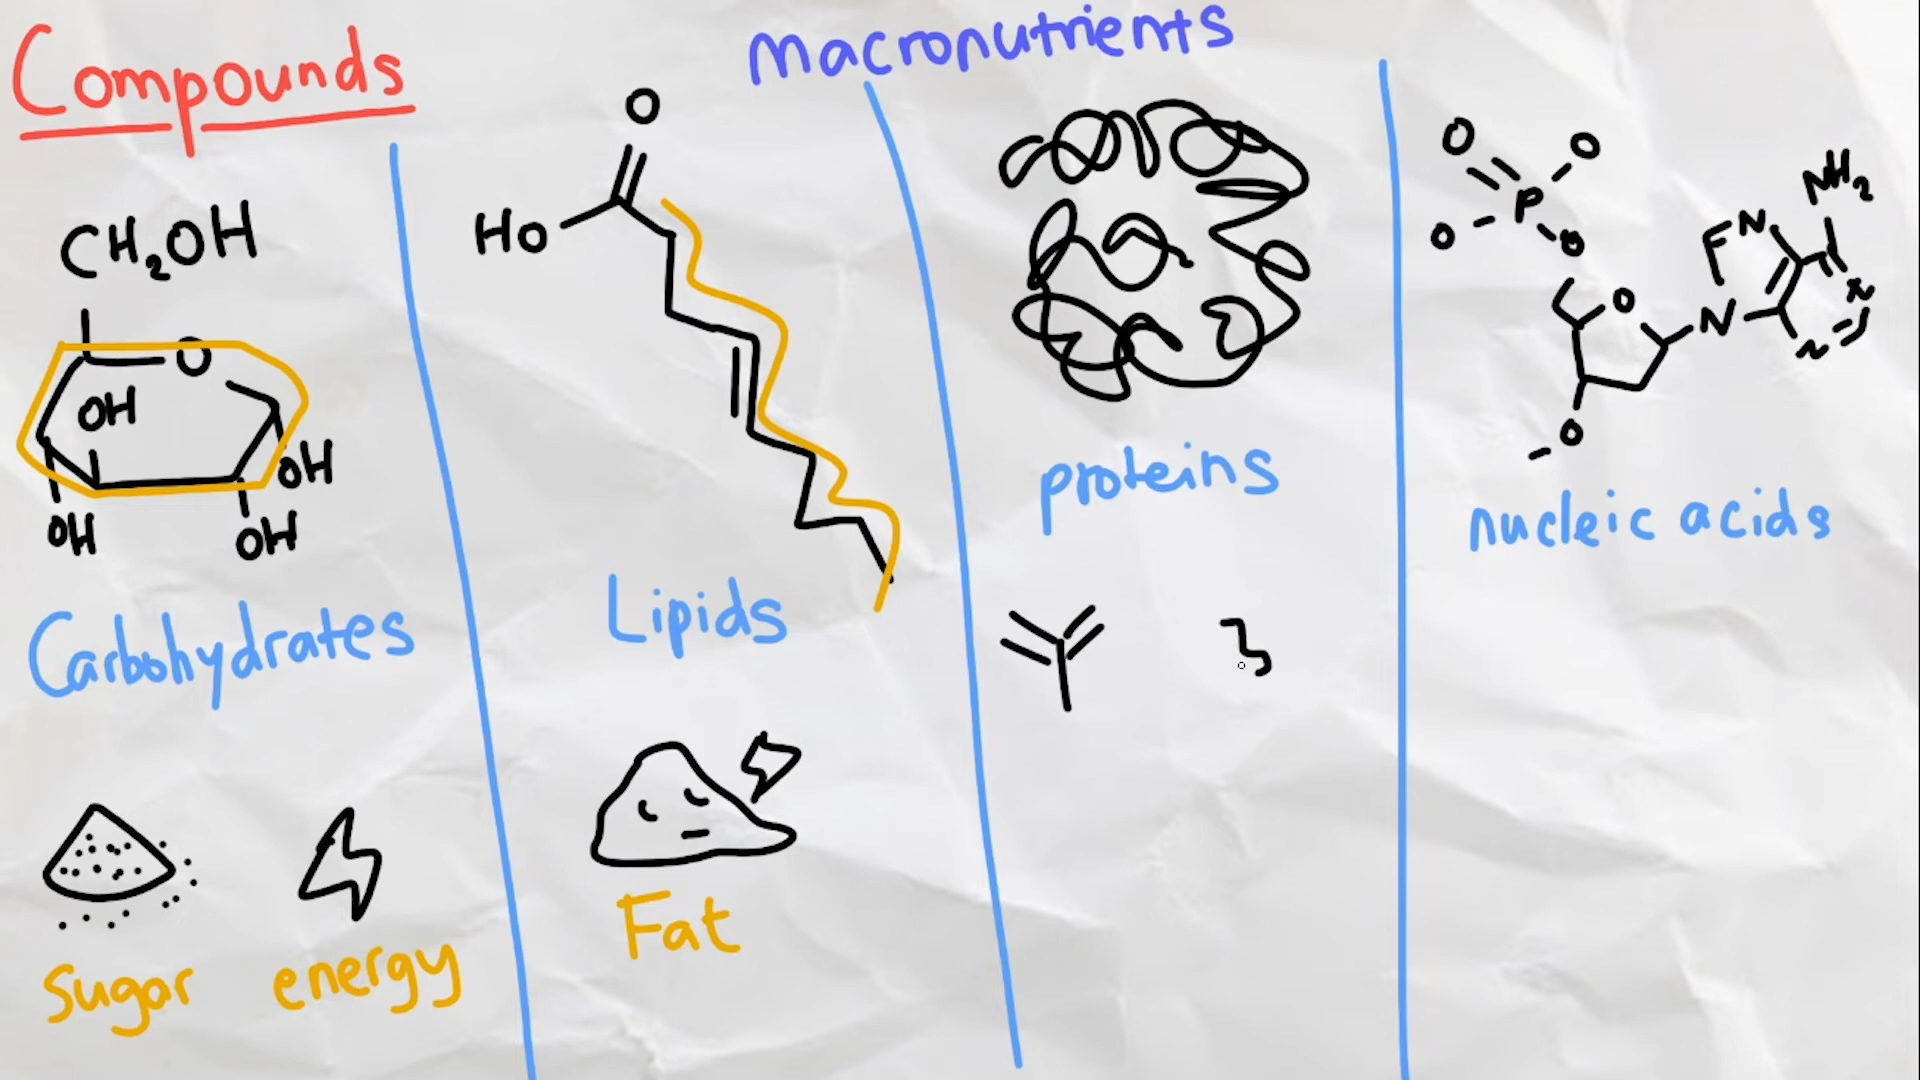 Compounds
Macronutrients
CH₂OH
O
OH
OH
OH
OH
Carbohydrates
sugar
energy
O
HO
Lipids
Fat
proteins
O
O
P
O
O
NH₂
N
O
N
O
nucleic acids